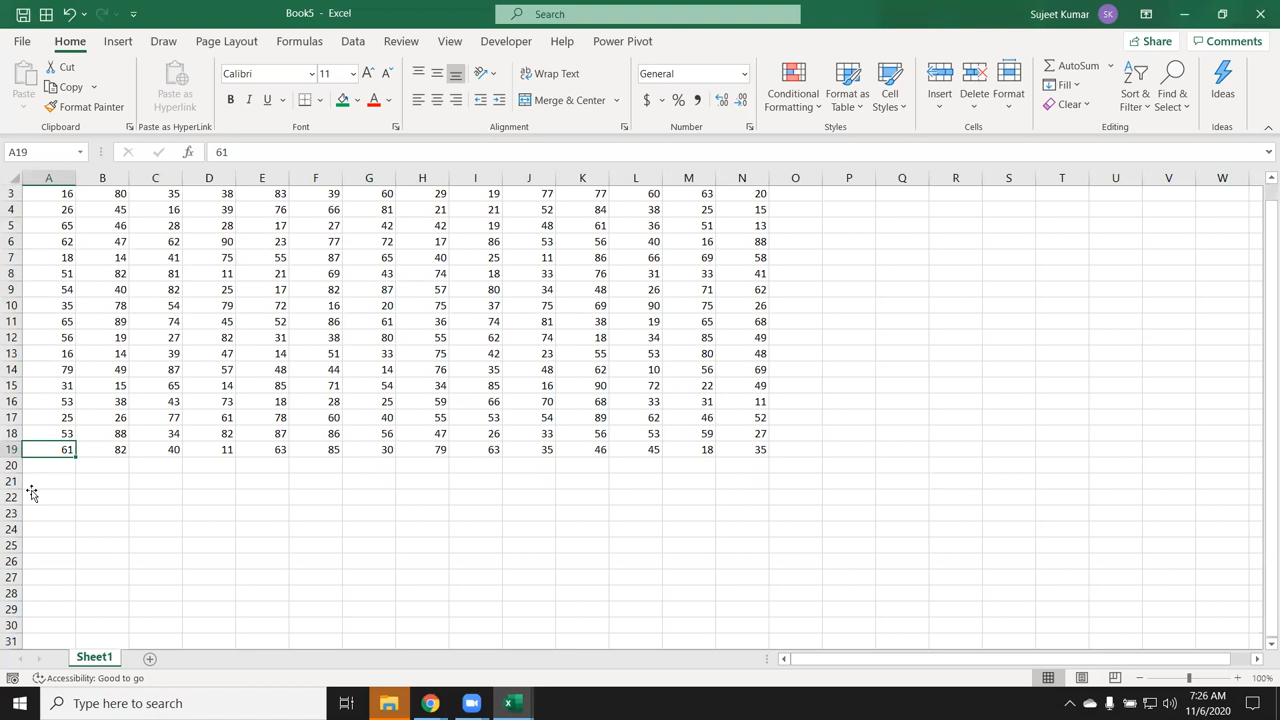 Book5 - Excel
Search
Sujeet Kumar
SK
File Home Insert Draw Page Layout Formulas Data Review View Developer Help Power Pivot
Share Comments
Paste
Cut
Copy
Format Painter
Clipboard
Paste as Hyperlink
Paste as HyperLink
Calibri 11
B I U
Font
Wrap Text
Merge & Center
Alignment
General
$ % ,
Number
Conditional Formatting
Format as Table
Cell Styles
Styles
Insert Delete Format
Cells
AutoSum
Fill
Clear
Sort & Filter
Find & Select
Editing
Ideas
Ideas
A19 fx 61
A B C D E F G H I J K L M N O P Q R S T U V W
3 16 80 35 38 83 39 60 29 19 77 77 60 63 20
4 26 45 16 39 76 66 81 21 21 52 84 38 25 15
5 65 46 28 28 17 27 42 42 19 48 61 36 51 13
6 62 47 62 90 23 77 72 17 86 53 56 40 16 88
7 18 14 41 75 55 87 65 40 25 11 86 66 69 58
8 51 82 81 11 21 69 43 74 18 33 76 31 33 41
9 54 40 82 25 17 82 87 57 80 34 48 26 71 62
10 35 78 54 79 72 16 20 75 37 75 69 90 75 26
11 65 89 74 45 52 86 61 36 74 81 38 19 65 68
12 56 19 27 82 31 38 80 55 62 74 18 34 85 49
13 16 14 39 47 14 51 33 75 42 23 55 53 80 48
14 79 49 87 57 48 44 14 76 35 48 62 10 56 69
15 31 15 65 14 85 71 54 34 85 16 90 72 22 49
16 53 38 43 73 18 28 25 59 66 70 68 33 31 11
17 25 26 77 61 78 60 40 55 53 54 89 62 46 52
18 53 88 34 82 87 86 56 47 26 33 56 53 59 27
19 61 82 40 11 63 85 30 79 63 35 46 45 18 35
20
21
22
23
24
25
26
27
28
29
30
31
Sheet1
Accessibility: Good to go
100%
Type here to search
7:26 AM
11/6/2020